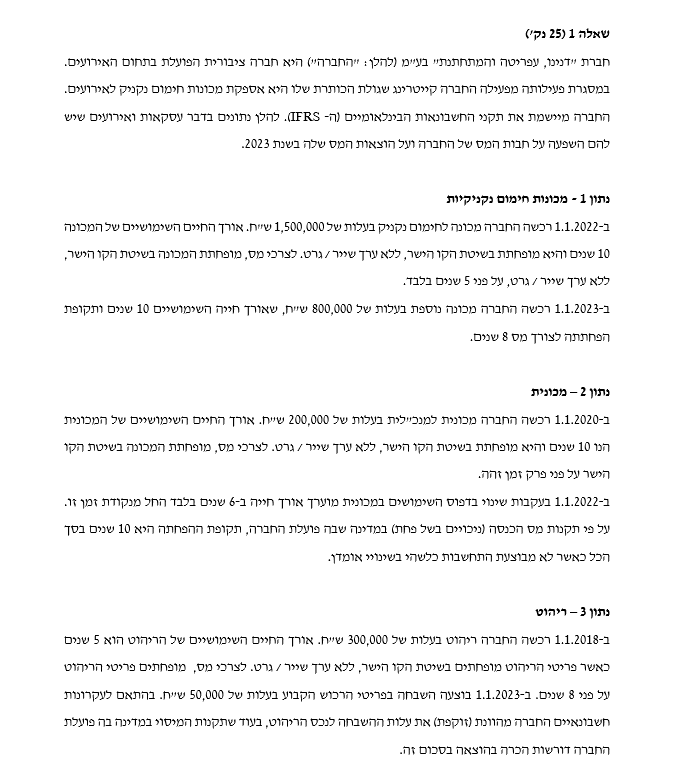 שאלה 1 (25 נק')
חברת "דנינו, עפריטה והמתחתנת" בע"מ (להלן: "החברה") היא חברה ציבורית הפועלת בתחום האירועים.
במסגרת פעילותה מפעילה החברה קייטרינג שגולת הכותרת שלו היא אספקת מכונות חימום נקניק לאירועים.
החברה מיישמת את תקני החשבונאות הבינלאומיים (ה- IFRS). להלן נתונים בדבר עסקאות ואירועים שיש
להם השפעה על חבות המס של החברה ועל הוצאות המס שלה בשנת 2023.
נתון 1 - מכונות חימום נקניקיות
ב-1.1.2022 רכשה החברה מכונה לחימום נקניק בעלות של 1,500,000 ש"ח. אורך החיים השימושיים של המכונה
10 שנים והיא מופחתת בשיטת הקו הישר, ללא ערך שייר / גרט. לצרכי מס, מופחתת המכונה בשיטת הקו הישר,
ללא ערך שייר / גרט, על פני 5 שנים בלבד.
ב-1.1.2023 רכשה החברה מכונה נוספת בעלות של 800,000 ש"ח, שאורך חייה השימושיים 10 שנים ותקופת
הפחתתה לצורך מס 8 שנים.
נתון 2 – מכונית
ב-1.1.2020 רכשה החברה מכונית למנכ"לית בעלות של 200,000 ש"ח. אורך החיים השימושיים של המכונית
הנו 10 שנים והיא מופחתת בשיטת הקו הישר, ללא ערך שייר / גרט. לצרכי מס, מופחתת המכונה בשיטת הקו
הישר על פני פרק זמן זהה.
ב-1.1.2022 בעקבות שינוי בדפוס השימושים במכונית מוערך אורך חייה ב-6 שנים בלבד החל מנקודת זמן זו.
על פי תקנות מס הכנסה (ניכויים בשל פחת) במדינה שבה פועלת החברה, תקופת ההפחתה היא 10 שנים בסך
הכל כאשר לא מבוצעת התחשבות כלשהי בשינויי אומדן.
נתון 3 – ריהוט
ב-1.1.2018 רכשה החברה ריהוט בעלות של 300,000 ש"ח. אורך החיים השימושיים של הריהוט הוא 5 שנים
כאשר פריטי הריהוט מופחתים בשיטת הקו הישר, ללא ערך שייר / גרט. לצרכי מס, מופחתים פריטי הריהוט
על פני 8 שנים. ב-1.1.2023 בוצעה השבחה בפריטי הרכוש הקבוע בעלות של 50,000 ש"ח. בהתאם לעקרונות
חשבונאיים החברה מהוונת (זוקפת) את עלות ההשבחה לנכס הריהוט, בעוד שתקנות המיסוי במדינה בה פועלת
החברה דורשות הכרה בהוצאה בסכום זה.